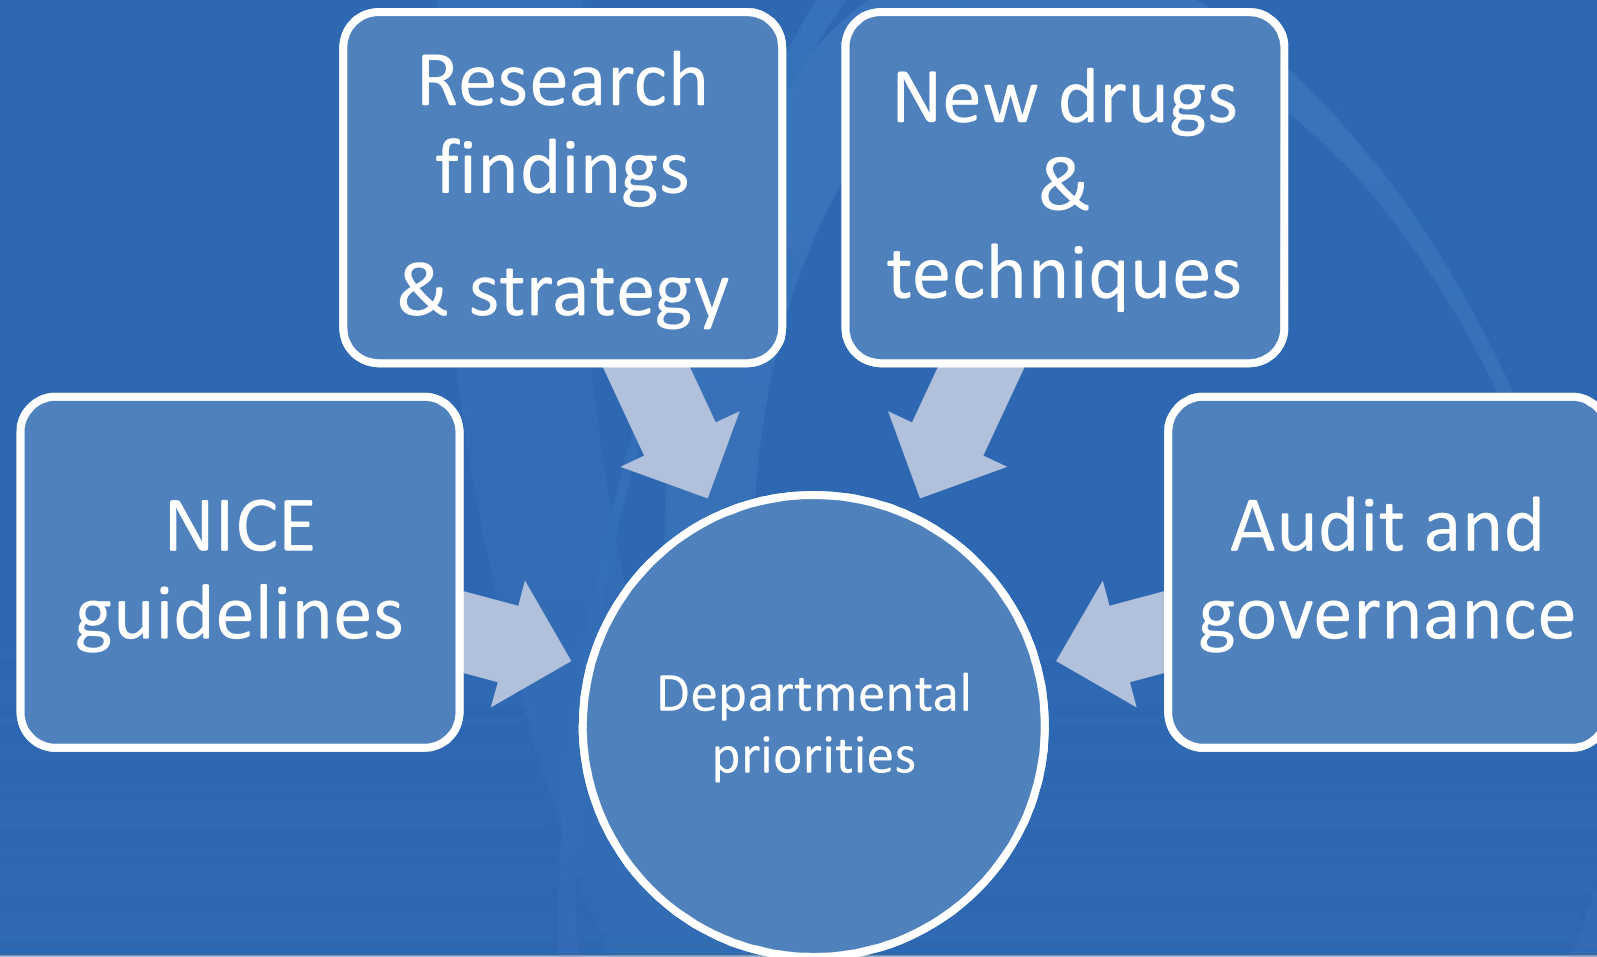 Research
findings
& strategy
New drugs
&
techniques
NICE
guidelines
Audit and
governance
Departmental
priorities